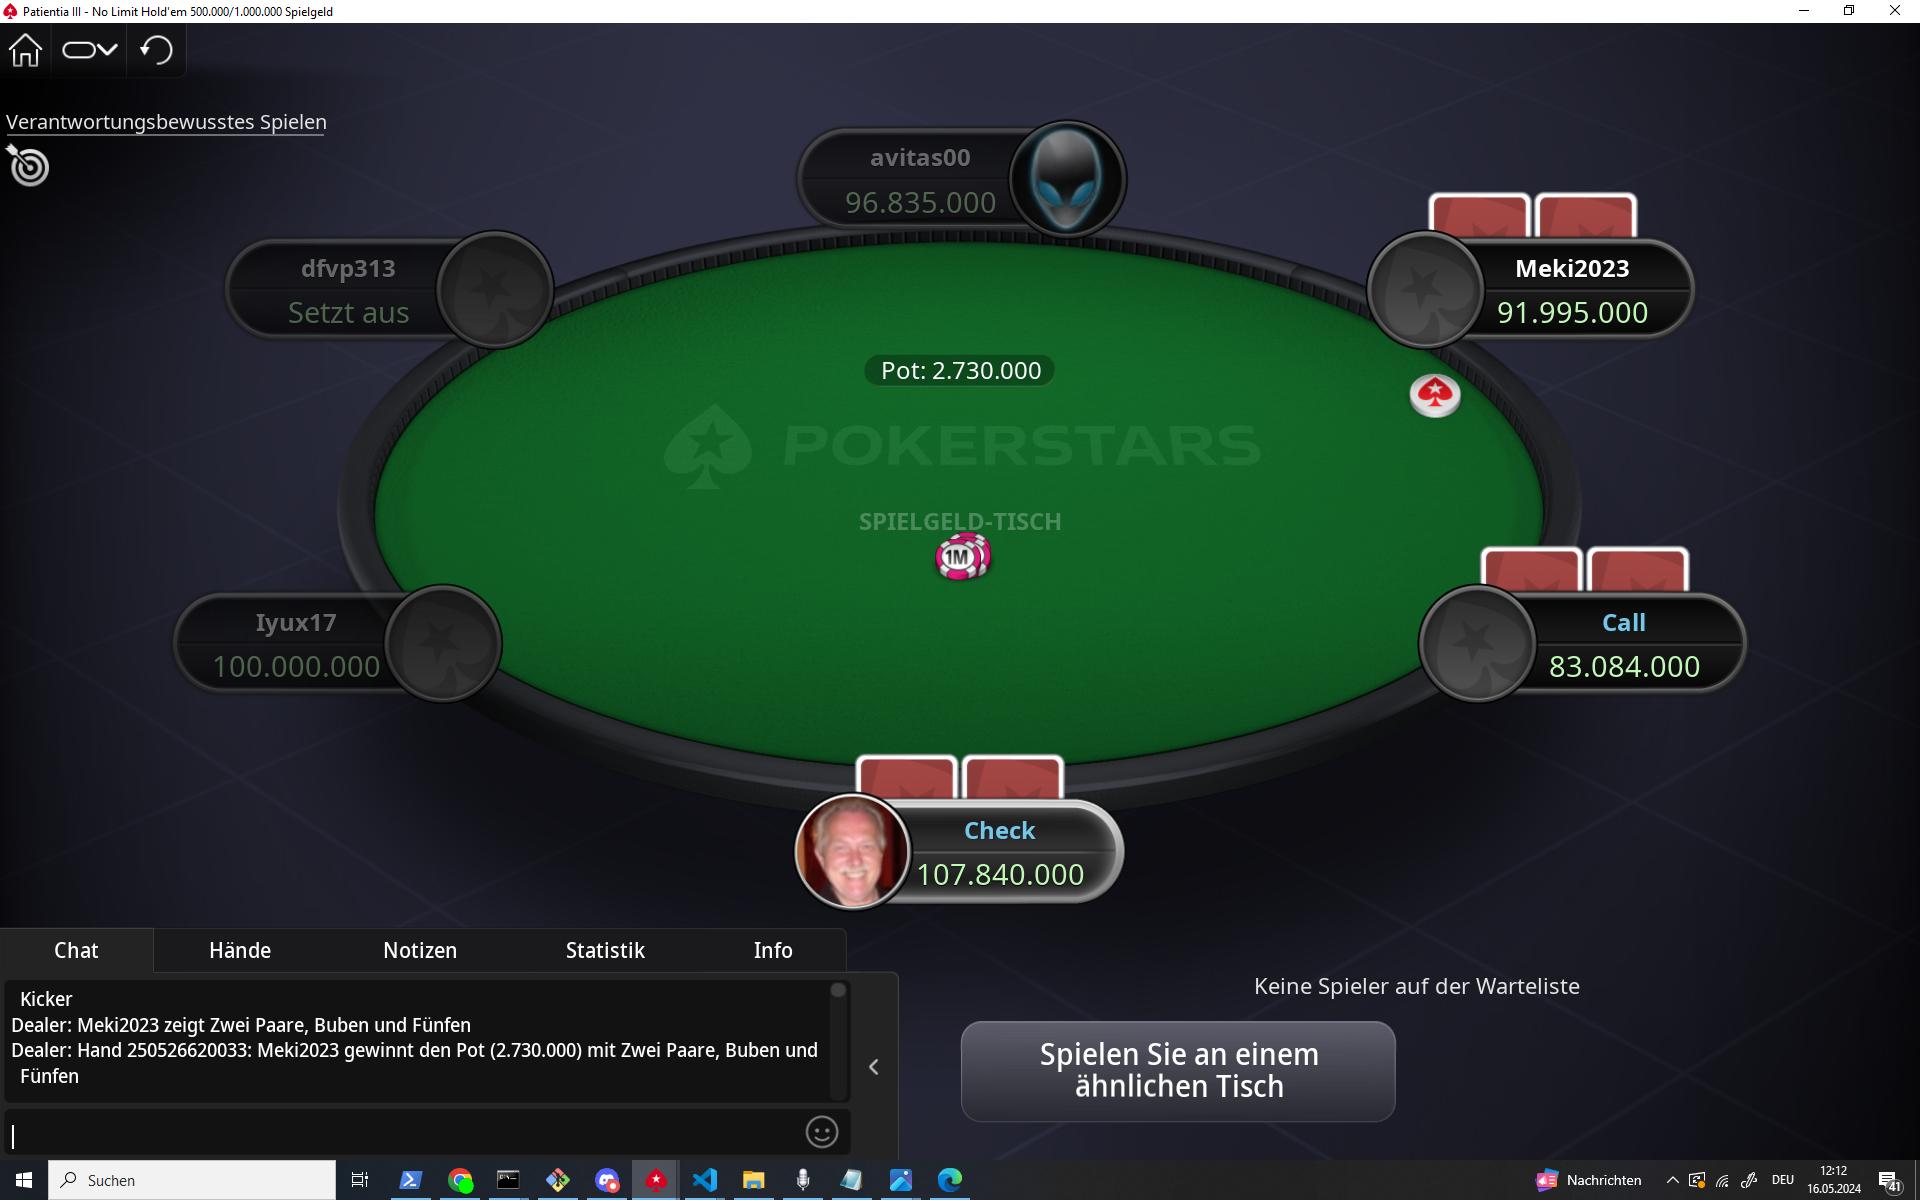 Patientia III - No Limit Hold'em 500.000/1.000.000 Spielgeld
Verantwortungsbewusstes Spielen
avitas00
96.835.000
dfvp313
Setzt aus
Meki2023
91.995.000
Pot: 2.730.000
POKERSTARS
SPIELGELD-TISCH
1M
Iyux17
100.000.000
Call
83.084.000
Check
107.840.000
Chat Hände Notizen Statistik Info
Kicker
Dealer: Meki2023 zeigt Zwei Paare, Buben und Fünfen
Dealer: Hand 250526620033: Meki2023 gewinnt den Pot (2.730.000) mit Zwei Paare, Buben und
Fünfen
Keine Spieler auf der Warteliste
Spielen Sie an einem
ähnlichen Tisch
Suchen
Nachrichten
DEU
12:12
16.05.2024
41